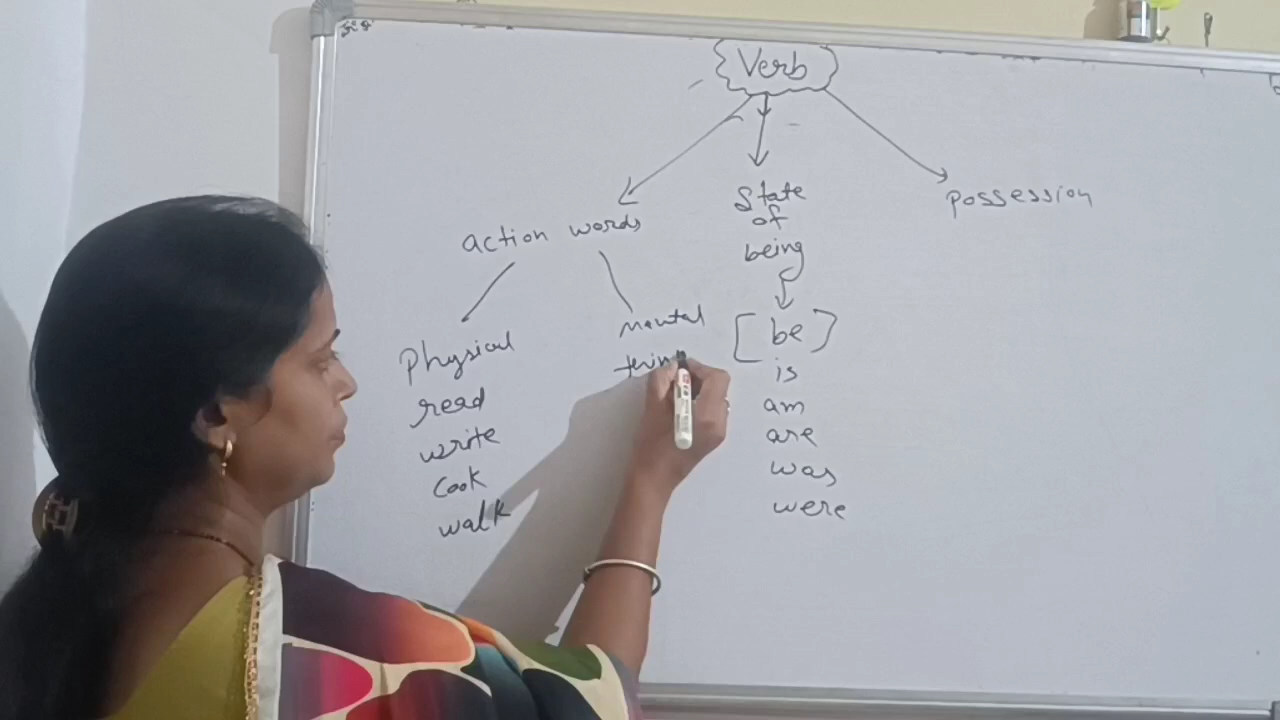 Verb
action words
State
of
being
possession
Physical
read
write
cook
walk
mental
thin
[be]
is
am
are
was
were